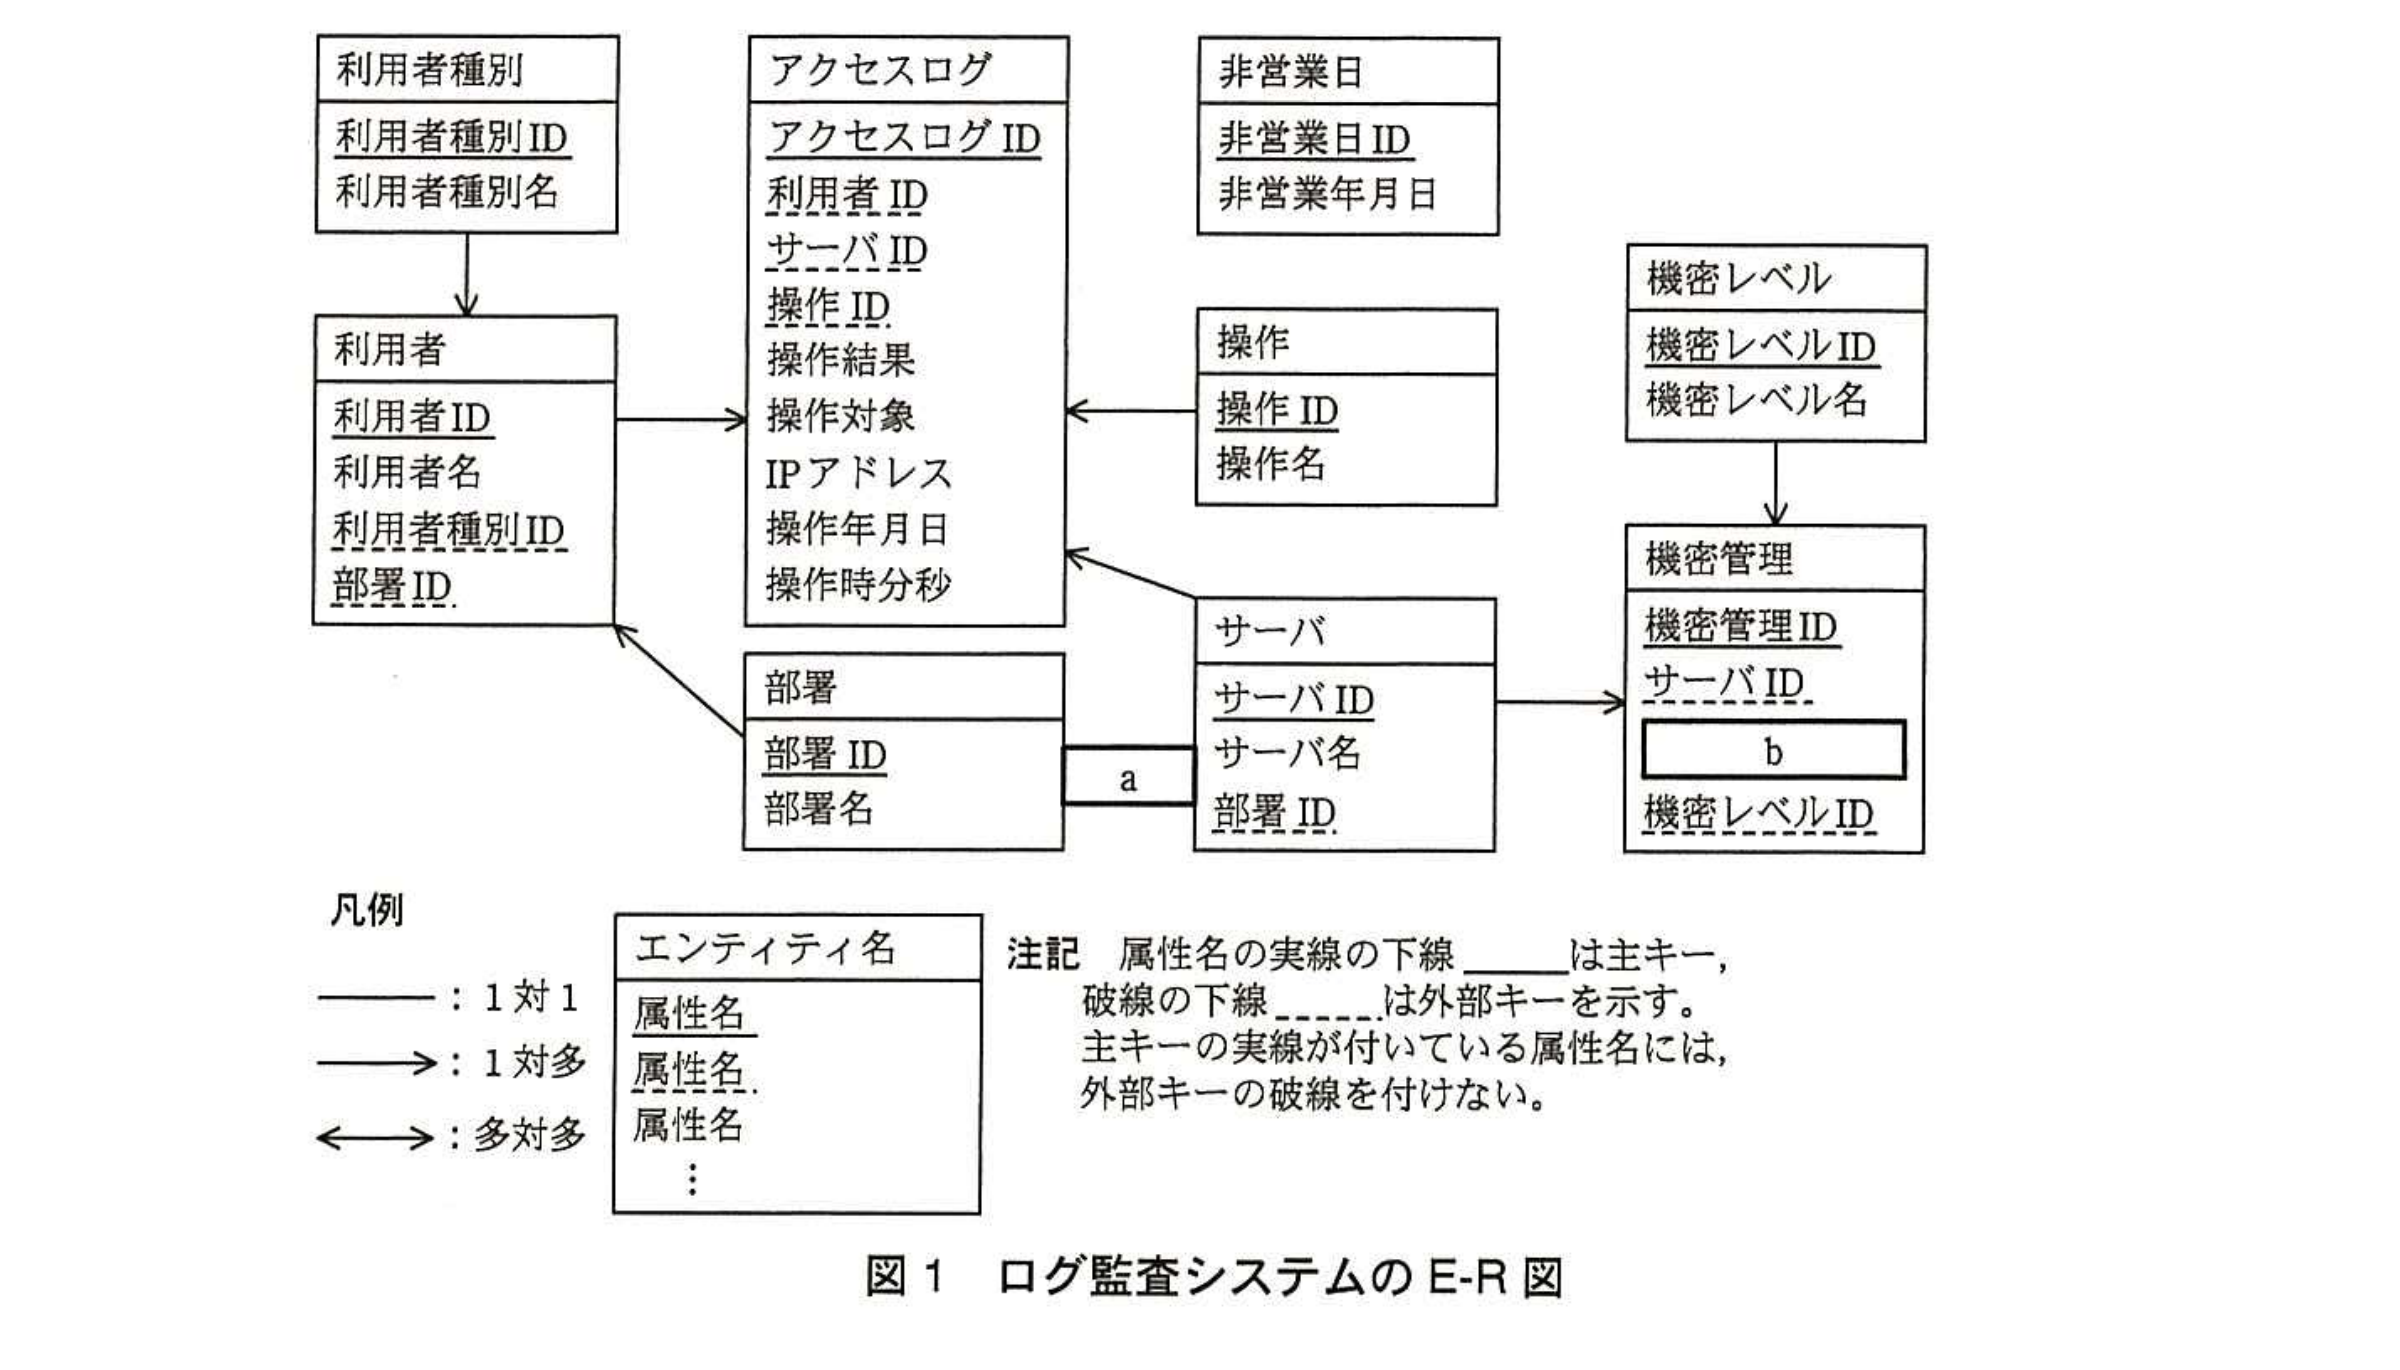 利用者種別
利用者種別ID
利用者種別名
利用者
利用者ID
利用者名
利用者種別ID
部署ID
アクセスログ
アクセスログID
利用者ID
サーバID
操作ID
操作結果
操作対象
IPアドレス
操作年月日
操作時分秒
部署
部署ID
部署名
a
非営業日
非営業日ID
非営業年月日
操作
操作ID
操作名
サーバ
サーバID
サーバ名
部署ID
機密レベル
機密レベルID
機密レベル名
機密管理
機密管理ID
サーバID
b
機密レベルID
凡例
：1対1
：1対多
：多対多
エンティティ名
属性名
属性名
属性名
⋮
注記　属性名の実線の下線＿＿＿は主キー，
破線の下線------は外部キーを示す。
主キーの実線が付いている属性名には，
外部キーの破線を付けない。
図1　ログ監査システムのE-R図